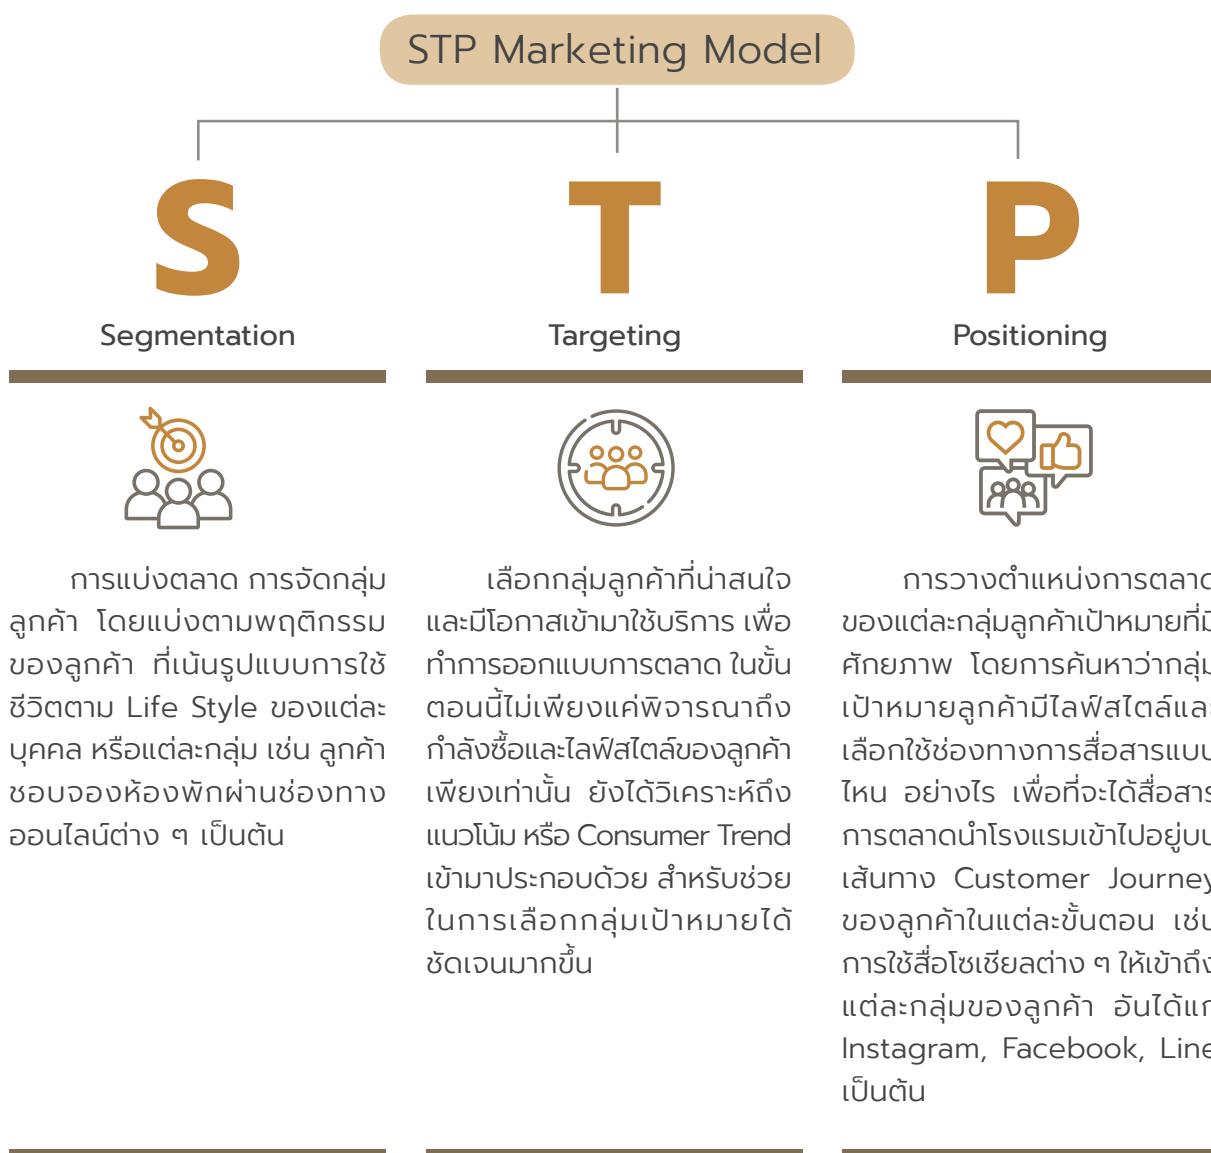 STP Marketing Model
S
Segmentation
การแบ่งตลาด การจัดกลุ่ม
ลูกค้า โดยแบ่งตามพฤติกรรม
ของลูกค้า ที่เน้นรูปแบบการใช้
ชีวิตตาม Life Style ของแต่ละ
บุคคล หรือแต่ละกลุ่ม เช่น ลูกค้า
ชอบจองห้องพักผ่านช่องทาง
ออนไลน์ต่าง ๆ เป็นต้น
T
Targeting
เลือกกลุ่มลูกค้าที่น่าสนใจ
และมีโอกาสเข้ามาใช้บริการ เพื่อ
ทำการออกแบบการตลาด ในขั้น
ตอนนี้ไม่เพียงแค่พิจารณาถึง
กำลังซื้อและไลฟ์สไตล์ของลูกค้า
เพียงเท่านั้น ยังได้วิเคราะห์ถึง
แนวโน้ม หรือ Consumer Trend
เข้ามาประกอบด้วย สำหรับช่วย
ในการเลือกกลุ่มเป้าหมายได้
ชัดเจนมากขึ้น
P
Positioning
การวางตำแหน่งการตลาด
ของแต่ละกลุ่มลูกค้าเป้าหมายที่มี
ศักยภาพ โดยการค้นหาว่ากลุ่ม
เป้าหมายลูกค้ามีไลฟ์สไตล์และ
เลือกใช้ช่องทางการสื่อสารแบบ
ไหน อย่างไร เพื่อที่จะได้สื่อสาร
การตลาดนำโรงแรมเข้าไปอยู่บน
เส้นทาง Customer Journey
ของลูกค้าในแต่ละขั้นตอน เช่น
การใช้สื่อโซเชียลต่าง ๆ ให้เข้าถึง
แต่ละกลุ่มของลูกค้า อันได้แก่
Instagram, Facebook, Line
เป็นต้น